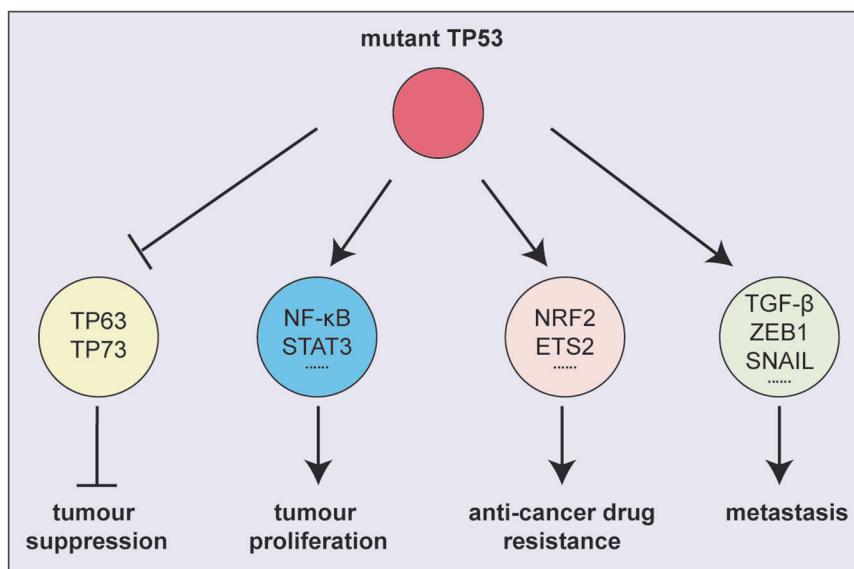 mutant TP53
TP63
TP73
NF-κB
STAT3
......
NRF2
ETS2
......
TGF-β
ZEB1
SNAIL
......
tumour
suppression
tumour
proliferation
anti-cancer drug
resistance
metastasis